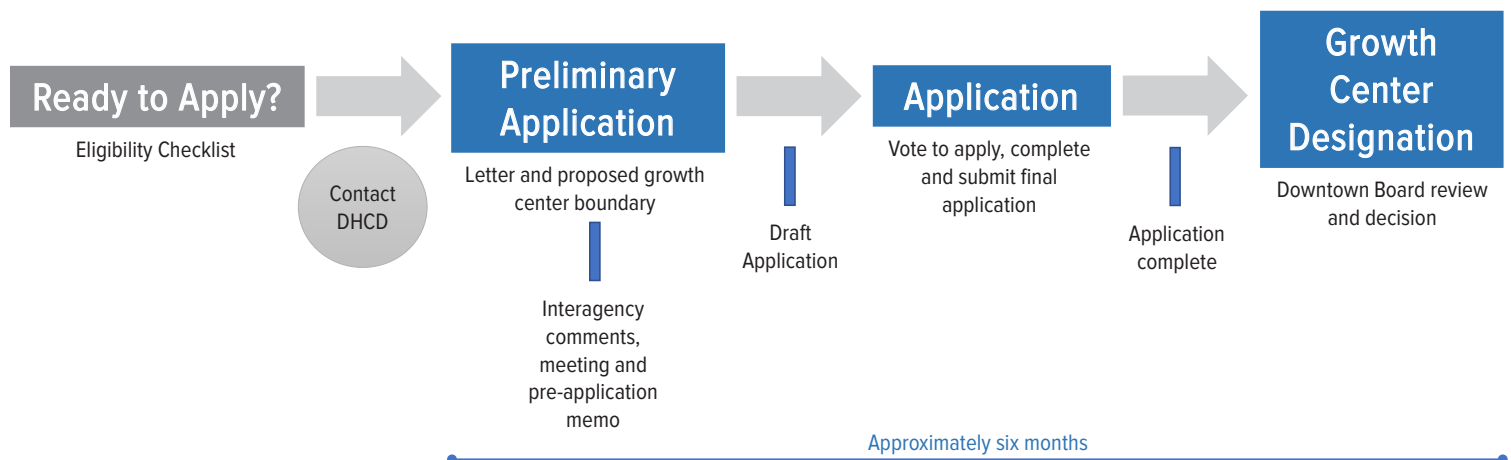 Ready to Apply?
Eligibility Checklist
Contact
DHCD
Preliminary
Application
Letter and proposed growth
center boundary
Interagency
comments,
meeting and
pre-application
memo
Draft
Application
Application
Vote to apply, complete
and submit final
application
Application
complete
Growth
Center
Designation
Downtown Board review
and decision
Approximately six months